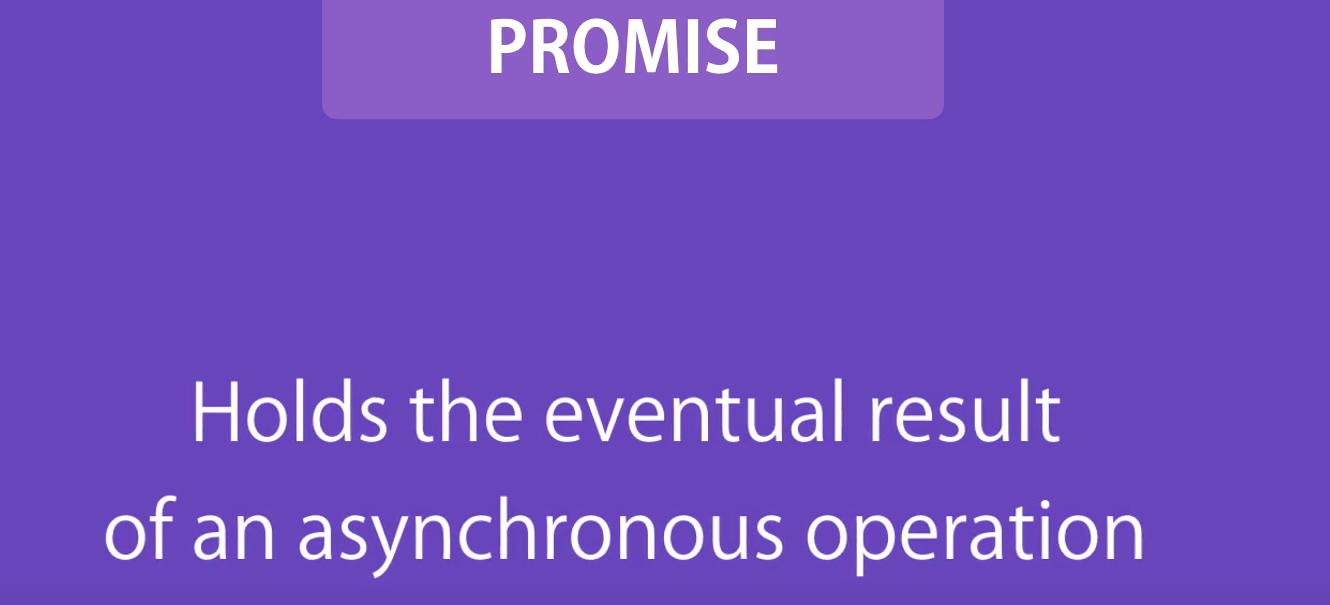 PROMISE
Holds the eventual result
of an asynchronous operation